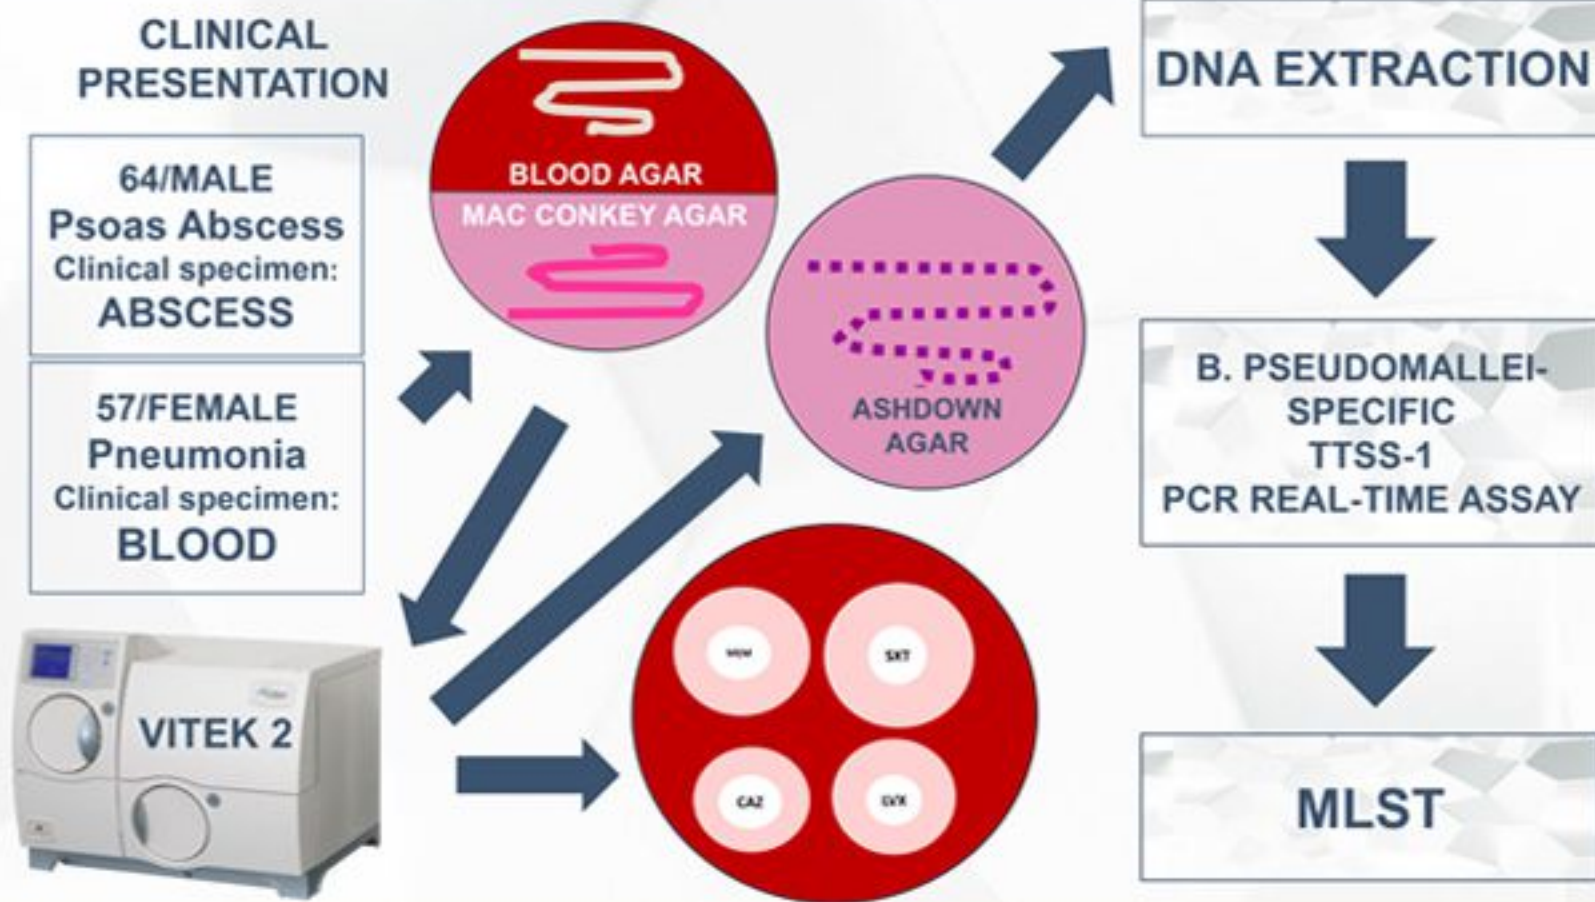 CLINICAL
PRESENTATION
64/MALE
Psoas Abscess
Clinical specimen:
ABSCESS
57/FEMALE
Pneumonia
Clinical specimen:
BLOOD
VITEK 2
BLOOD AGAR
MAC CONKEY AGAR
ASHDOWN
AGAR
SXT
CAZ
LVX
DNA EXTRACTION
B. PSEUDOMALLEI-
SPECIFIC
TTSS-1
PCR REAL-TIME ASSAY
MLST